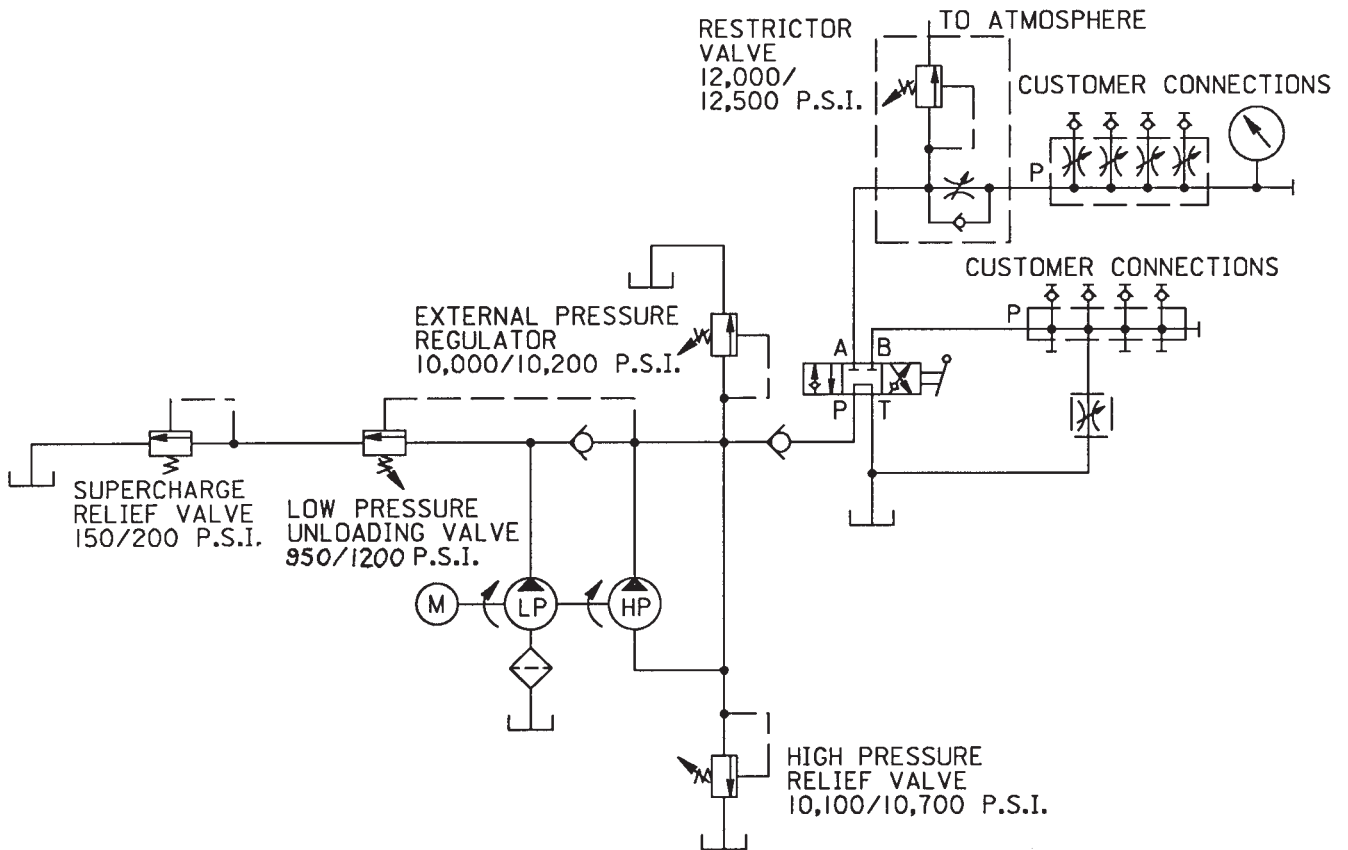 RESTRICTOR
VALVE
12,000/
12,500 P.S.I.
TO ATMOSPHERE
CUSTOMER CONNECTIONS
P
CUSTOMER CONNECTIONS
P
EXTERNAL PRESSURE
REGULATOR
10,000/10,200 P.S.I.
A B
P T
SUPERCHARGE
RELIEF VALVE
150/200 P.S.I.
LOW PRESSURE
UNLOADING VALVE
950/1200 P.S.I.
M
LP
HP
HIGH PRESSURE
RELIEF VALVE
10,100/10,700 P.S.I.